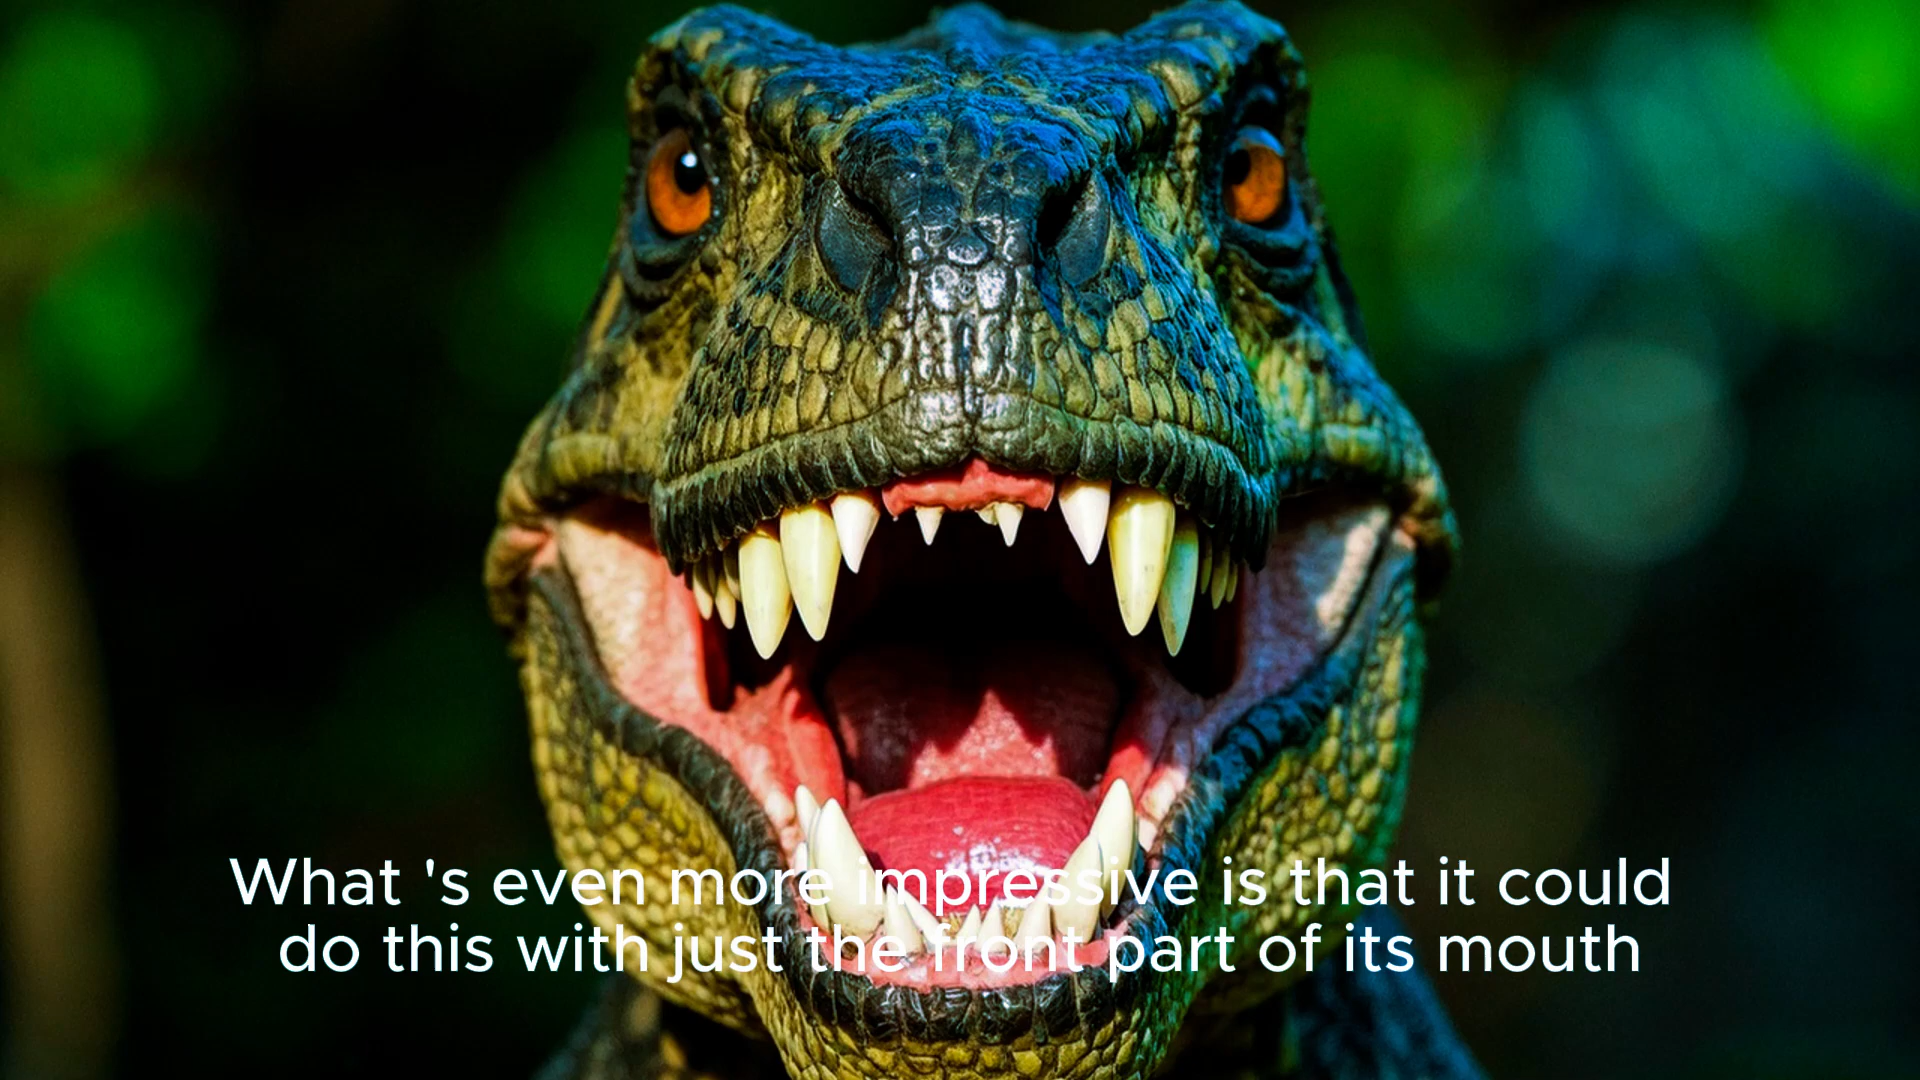 What 's even more impressive is that it could
do this with just the front part of its mouth